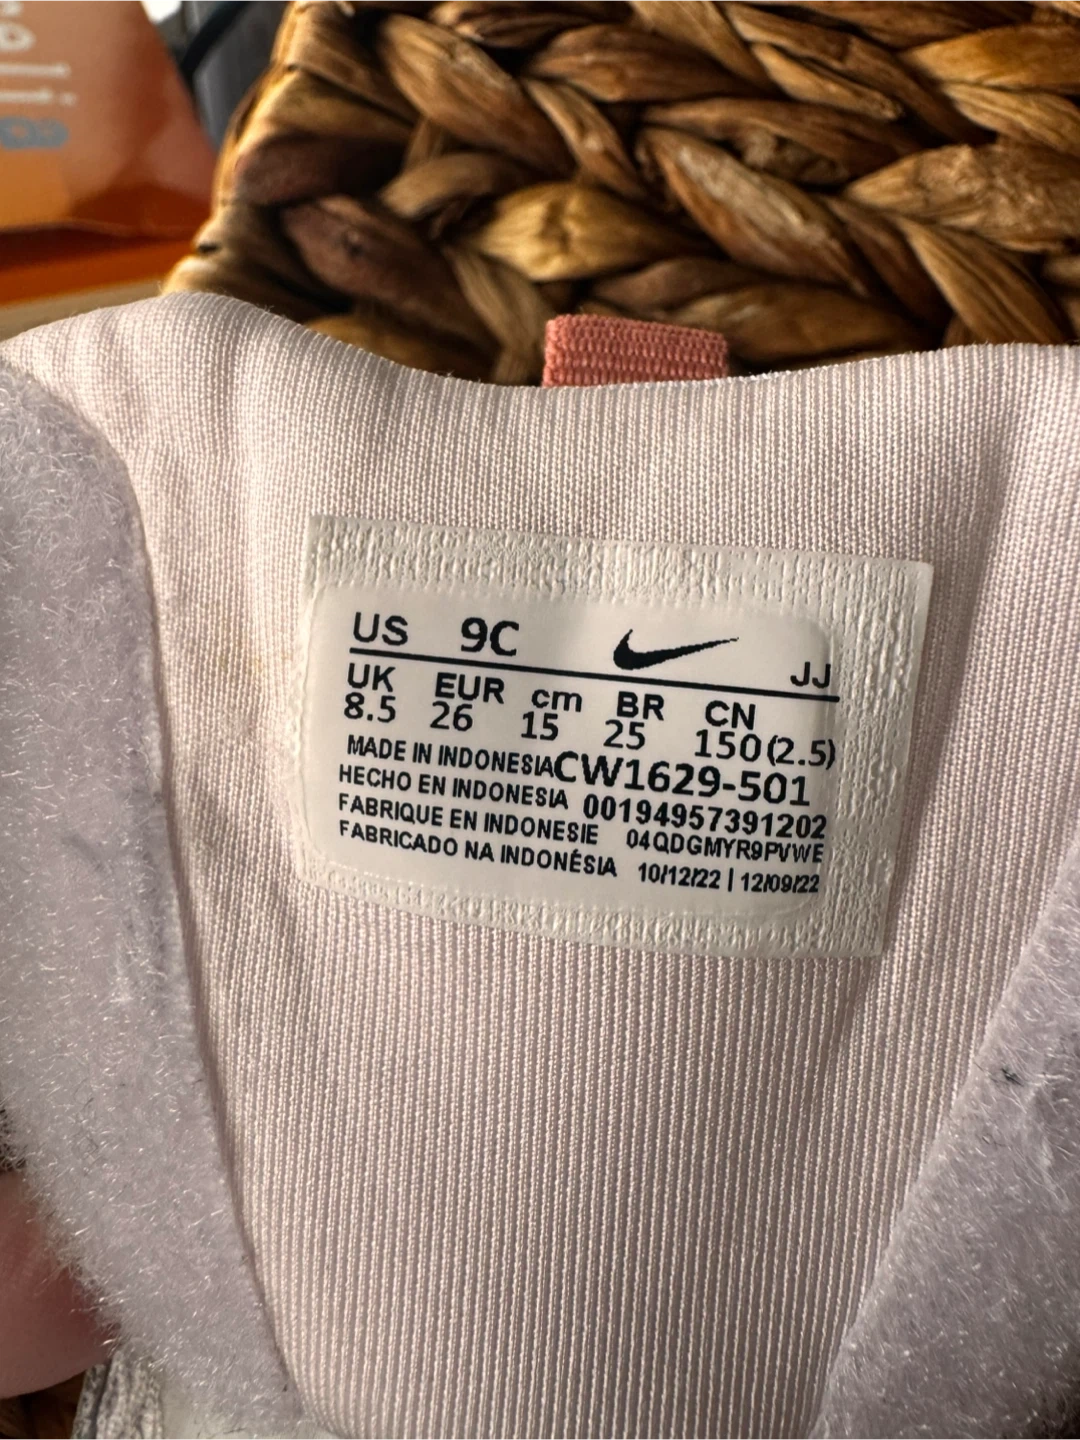 US 9C
JJ
UK EUR cm BR CN
8.5 26 15 25 150(2.5)
MADE IN INDONESIA CW1629-501
HECHO EN INDONESIA 00194957391202
FABRIQUE EN INDONESIE 04QDGMYR9PVWE
FABRICADO NA INDONÉSIA 10/12/22 | 12/09/22